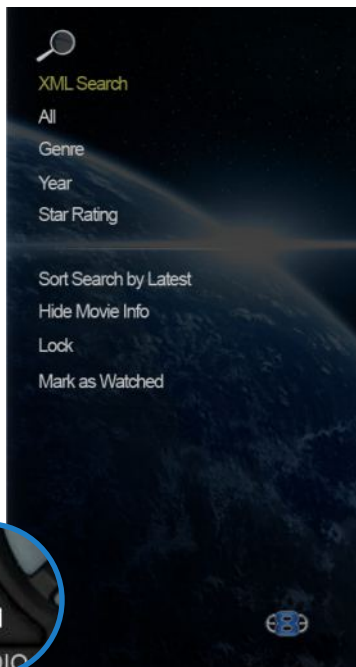 XML Search
All
Genre
Year
Star Rating
Sort Search by Latest
Hide Movie Info
Lock
Mark as Watched